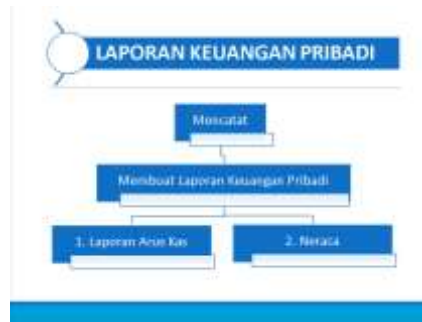 LAPORAN KEUANGAN PRIBADI
Mencatat
Membuat Laporan Keuangan Pribadi
1. Laporan Arus Kas
2. Neraca